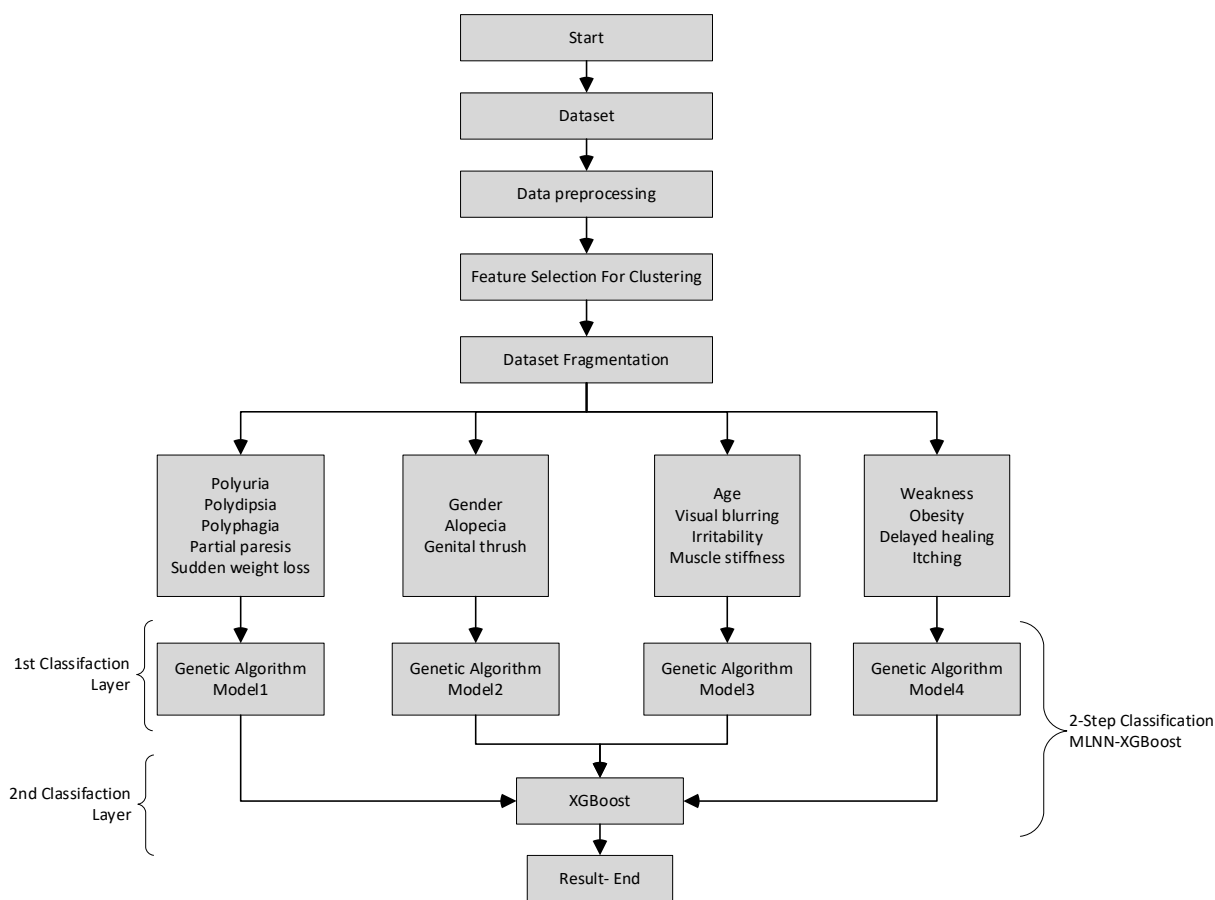 Start
Dataset
Data preprocessing
Feature Selection For Clustering
Dataset Fragmentation
Polyuria
Polydipsia
Polyphagia
Partial paresis
Sudden weight loss
Gender
Alopecia
Genital thrush
Age
Visual blurring
Irritability
Muscle stiffness
Weakness
Obesity
Delayed healing
Itching
1st Classifaction
Layer
Genetic Algorithm
Model1
Genetic Algorithm
Model2
Genetic Algorithm
Model3
Genetic Algorithm
Model4
2-Step Classification
MLNN-XGBoost
2nd Classifaction
Layer
XGBoost
Result- End